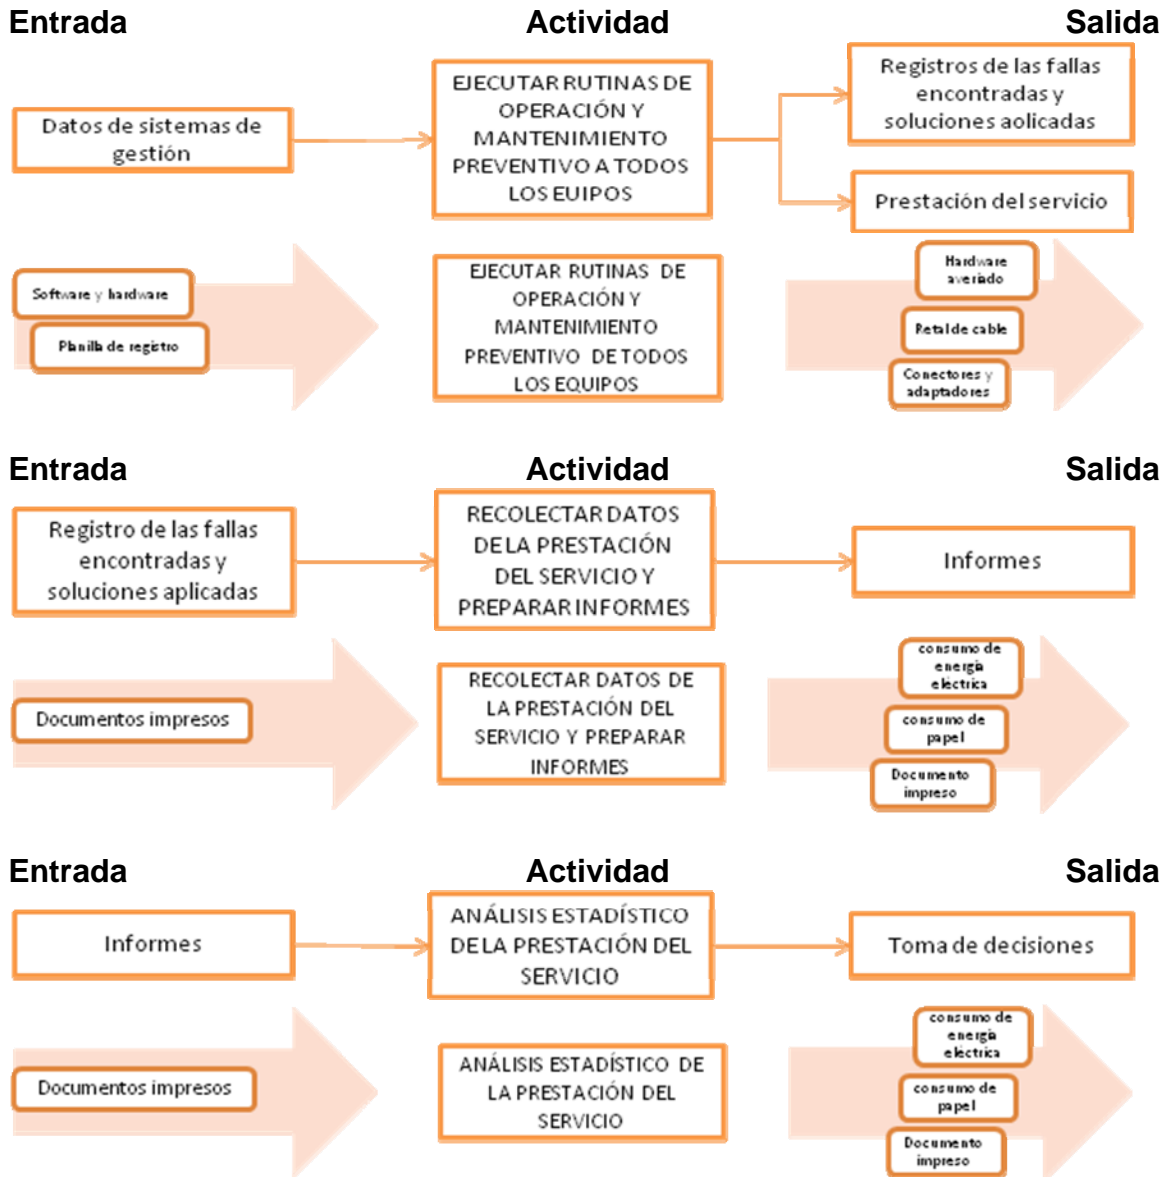 Entrada
Actividad
Salida
Datos de sistemas de
gestión
EJECUTAR RUTINAS DE
OPERACIÓN Y
MANTENIMIENTO
PREVENTIVO A TODOS
LOS EUIPOS
Registros de las fallas
encontradas y
soluciones aolicadas
Prestación del servicio
Software y hardware
Planilla de registro
EJECUTAR RUTINAS DE
OPERACIÓN Y
MANTENIMIENTO
PREVENTIVO DE TODOS
LOS EQUIPOS
Hardware
averiado
Retal de cable
Conectores y
adaptadores
Entrada
Actividad
Salida
Registro de las fallas
encontradas y
soluciones aplicadas
RECOLECTAR DATOS
DE LA PRESTACIÓN
DEL SERVICIO Y
PREPARAR INFORMES
Informes
Documentos impresos
RECOLECTAR DATOS DE
LA PRESTACIÓN DEL
SERVICIO Y PREPARAR
INFORMES
consumo de
energía
eléctrica
consumo de
papel
Documento
impreso
Entrada
Actividad
Salida
Informes
ANÁLISIS ESTADÍSTICO
DE LA PRESTACIÓN DEL
SERVICIO
Toma de decisiones
Documentos impresos
ANÁLISIS ESTADÍSTICO DE
LA PRESTACIÓN DEL
SERVICIO
consumo de
energía
eléctrica
consumo de
papel
Documento
impreso